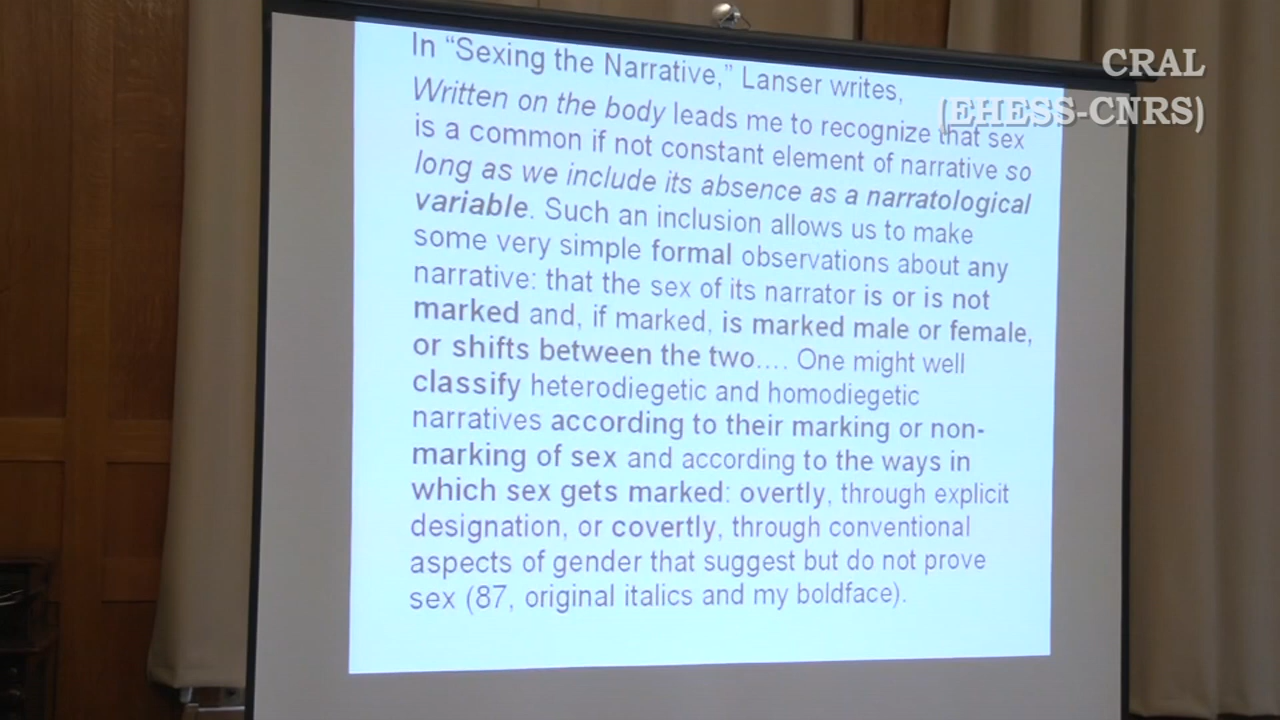 CRAL
(EHESS-CNRS)
In “Sexing the Narrative,” Lanser writes,
Written on the body leads me to recognize that sex
is a common if not constant element of narrative so
long as we include its absence as a narratological
variable. Such an inclusion allows us to make
some very simple formal observations about any
narrative: that the sex of its narrator is or is not
marked and, if marked, is marked male or female,
or shifts between the two.... One might well
classify heterodiegetic and homodiegetic
narratives according to their marking or non-
marking of sex and according to the ways in
which sex gets marked: overtly, through explicit
designation, or covertly, through conventional
aspects of gender that suggest but do not prove
sex (87, original italics and my boldface).